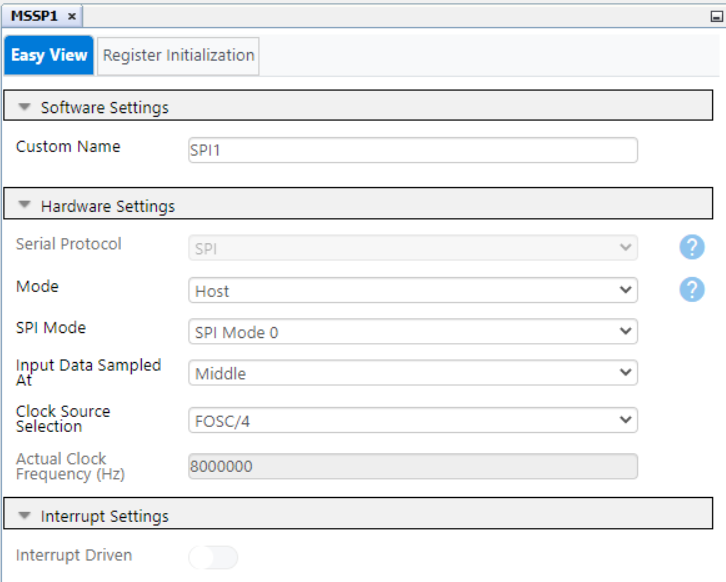 MSSP1 ×
Easy View Register Initialization
Software Settings
Custom Name SPI1
Hardware Settings
Serial Protocol SPI ?
Mode Host ?
SPI Mode SPI Mode 0
Input Data Sampled
At Middle
Clock Source
Selection FOSC/4
Actual Clock
Frequency (Hz) 8000000
Interrupt Settings
Interrupt Driven